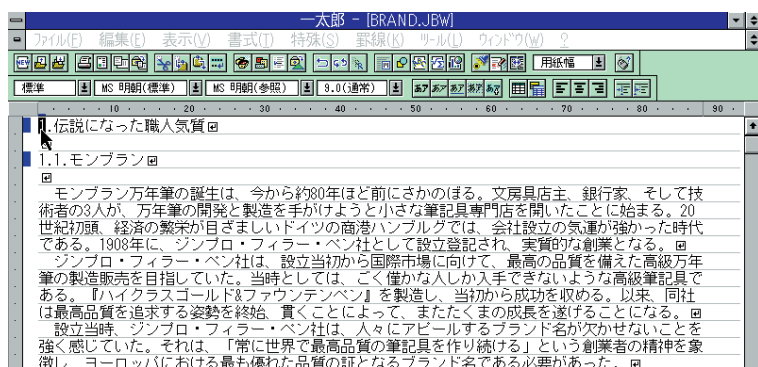 一太郎 - [BRAND.JBW]
ファイル(F) 編集(E) 表示(V) 書式(T) 特殊(S) 罫線(K) ツール(L) ウィンドウ(W) ?
NEW 用紙幅
標準 MS 明朝(標準) MS 明朝(参照) 9.0(通常)
10 20 30 40 50 60 70 80 90
1.伝説になった職人気質
1.1.モンブラン
モンブラン万年筆の誕生は、今から約80年ほど前にさかのぼる。文房具店主、銀行家、そして技
術者の3人が、万年筆の開発と製造を手がけようと小さな筆記具専門店を開いたことに始まる。20
世紀初頭、経済の繁栄が目ざましいドイツの商港ハンブルグでは、会社設立の気運が強かった時代
である。1908年に、ジンプロ・フィラー・ペン社として設立登記され、実質的な創業となる。
ジンプロ・フィラー・ペン社は、設立当初から国際市場に向けて、最高の品質を備えた高級万年
筆の製造販売を目指していた。当時としては、ごく僅かな人しか入手できないような高級筆記具で
ある。『ハイクラスゴールド&ファウンテンペン』を製造し、当初から成功を収める。以来、同社
は最高品質を追求する姿勢を終始、貫くことによって、またたくまの成長を遂げることになる。
設立当時、ジンプロ・フィラー・ペン社は、人々にアピールするブランド名が欠かせないことを
強く感じていた。それは、「常に世界で最高品質の筆記具を作り続ける」という創業者の精神を象
徴し、ヨーロッパにおける最も優れた品質の証となるブランド名である必要があった。